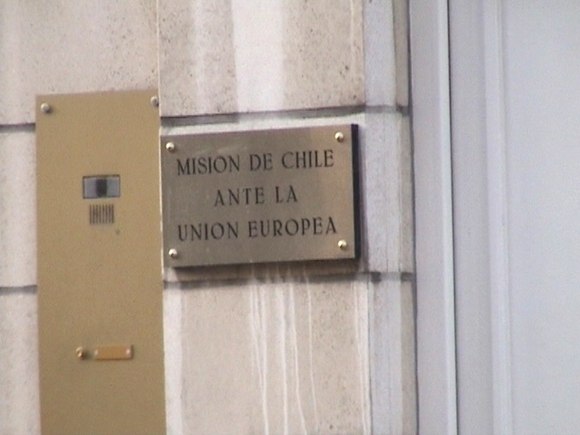 MISION DE CHILE
ANTE LA
UNION EUROPEA